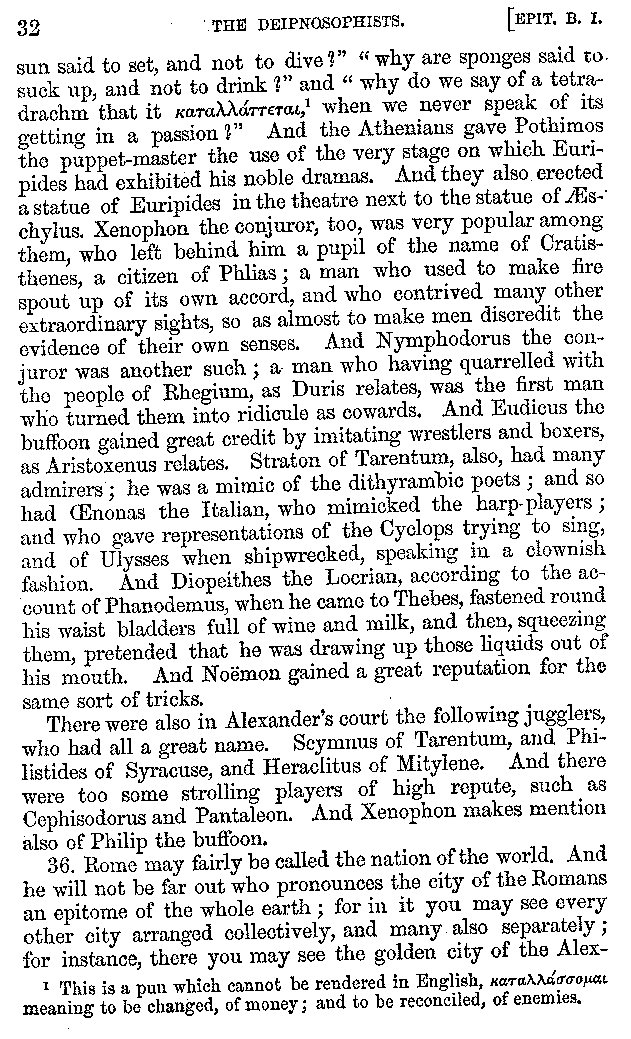 32 THE DEIPNOSOPHISTS. [EPIT. B. I.
sun said to set, and not to dive?" "why are sponges said to
suck up, and not to drink?" and "why do we say of a tetra-
drachm that it καταλλάττεται,¹ when we never speak of its
getting in a passion?" And the Athenians gave Pothimos
the puppet-master the use of the very stage on which Euri-
pides had exhibited his noble dramas. And they also erected
a statue of Euripides in the theatre next to the statue of Æs-
chylus. Xenophon the conjuror, too, was very popular among
them, who left behind him a pupil of the name of Cratis-
thenes, a citizen of Phlias; a man who used to make fire
spout up of its own accord, and who contrived many other
extraordinary sights, so as almost to make men discredit the
evidence of their own senses. And Nymphodorus the con-
juror was another such; a man who having quarrelled with
the people of Rhegium, as Duris relates, was the first man
who turned them into ridicule as cowards. And Eudicus the
buffoon gained great credit by imitating wrestlers and boxers,
as Aristoxenus relates. Straton of Tarentum, also, had many
admirers; he was a mimic of the dithyrambic poets; and so
had Œnonas the Italian, who mimicked the harp-players;
and who gave representations of the Cyclops trying to sing,
and of Ulysses when shipwrecked, speaking in a clownish
fashion. And Diopeithes the Locrian, according to the ac-
count of Phanodemus, when he came to Thebes, fastened round
his waist bladders full of wine and milk, and then, squeezing
them, pretended that he was drawing up those liquids out of
his mouth. And Noëmon gained a great reputation for the
same sort of tricks.
There were also in Alexander's court the following jugglers,
who had all a great name. Scymnus of Tarentum, and Phi-
listides of Syracuse, and Heraclitus of Mitylene. And there
were too some strolling players of high repute, such as
Cephisodorus and Pantaleon. And Xenophon makes mention
also of Philip the buffoon.
36. Rome may fairly be called the nation of the world. And
he will not be far out who pronounces the city of the Romans
an epitome of the whole earth; for in it you may see every
other city arranged collectively, and many also separately;
for instance, there you may see the golden city of the Alex-
¹ This is a pun which cannot be rendered in English, καταλλάσσομαι
meaning to be changed, of money; and to be reconciled, of enemies.